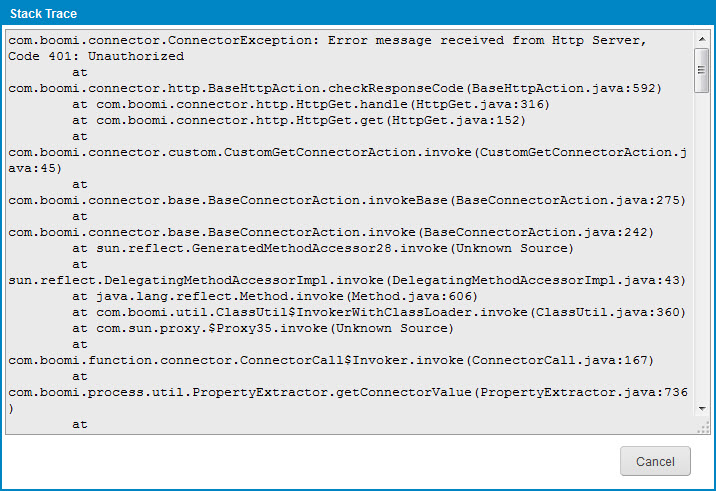 Stack Trace
com.boomi.connector.ConnectorException: Error message received from Http Server,
Code 401: Unauthorized
at
com.boomi.connector.http.BaseHttpAction.checkResponseCode(BaseHttpAction.java:592)
at com.boomi.connector.http.HttpGet.handle(HttpGet.java:316)
at com.boomi.connector.http.HttpGet.get(HttpGet.java:152)
at
com.boomi.connector.custom.CustomGetConnectorAction.invoke(CustomGetConnectorAction.j
ava:45)
at
com.boomi.connector.base.BaseConnectorAction.invokeBase(BaseConnectorAction.java:275)
at
com.boomi.connector.base.BaseConnectorAction.invoke(BaseConnectorAction.java:242)
at sun.reflect.GeneratedMethodAccessor28.invoke(Unknown Source)
at
sun.reflect.DelegatingMethodAccessorImpl.invoke(DelegatingMethodAccessorImpl.java:43)
at java.lang.reflect.Method.invoke(Method.java:606)
at com.boomi.util.ClassUtil$InvokerWithClassLoader.invoke(ClassUtil.java:360)
at com.sun.proxy.$Proxy35.invoke(Unknown Source)
at
com.boomi.function.connector.ConnectorCall$Invoker.invoke(ConnectorCall.java:167)
at
com.boomi.process.util.PropertyExtractor.getConnectorValue(PropertyExtractor.java:736
)
at
Cancel